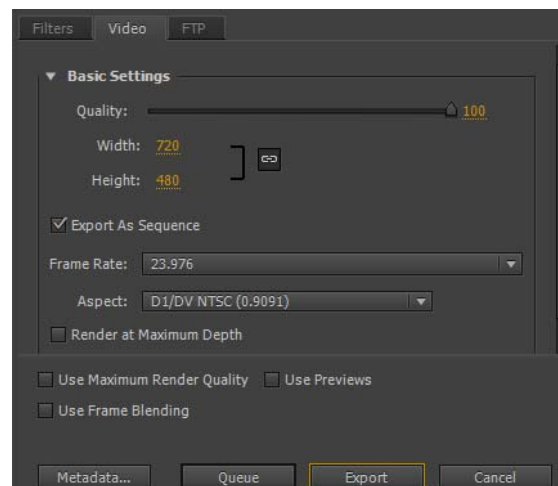 Filters Video FTP
Basic Settings
Quality: 100
Width: 720
Height: 480
Export As Sequence
Frame Rate: 23.976
Aspect: D1/DV NTSC (0.9091)
Render at Maximum Depth
Use Maximum Render Quality Use Previews
Use Frame Blending
Metadata... Queue Export Cancel